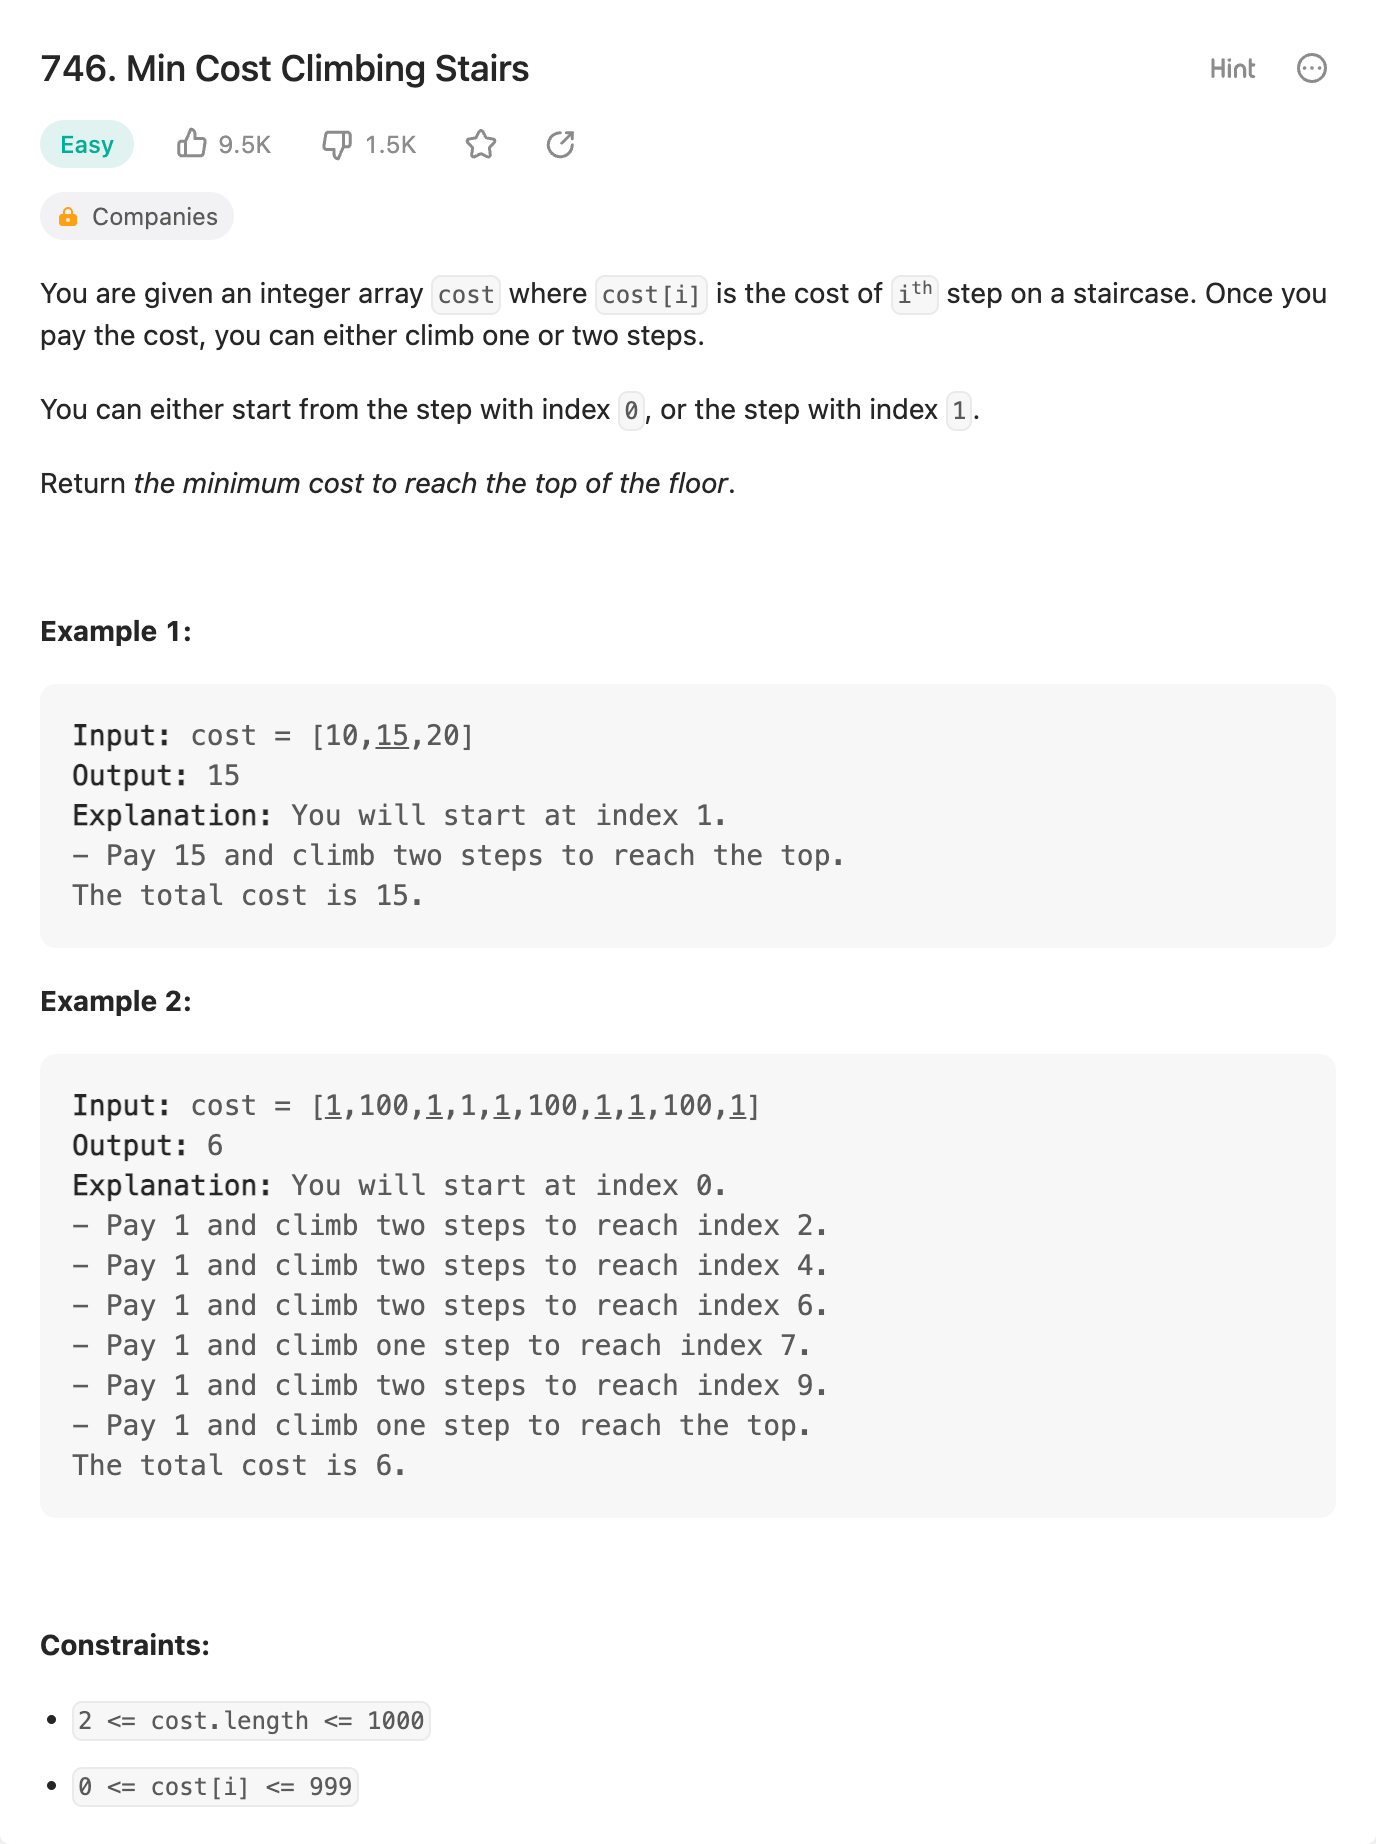 746. Min Cost Climbing Stairs
Hint
Easy 9.5K 1.5K
Companies
You are given an integer array cost where cost[i] is the cost of ith step on a staircase. Once you
pay the cost, you can either climb one or two steps.
You can either start from the step with index 0, or the step with index 1.
Return the minimum cost to reach the top of the floor.
Example 1:
Input: cost = [10,15,20]
Output: 15
Explanation: You will start at index 1.
- Pay 15 and climb two steps to reach the top.
The total cost is 15.
Example 2:
Input: cost = [1,100,1,1,1,100,1,1,100,1]
Output: 6
Explanation: You will start at index 0.
- Pay 1 and climb two steps to reach index 2.
- Pay 1 and climb two steps to reach index 4.
- Pay 1 and climb two steps to reach index 6.
- Pay 1 and climb one step to reach index 7.
- Pay 1 and climb two steps to reach index 9.
- Pay 1 and climb one step to reach the top.
The total cost is 6.
Constraints:
• 2 <= cost.length <= 1000
• 0 <= cost[i] <= 999